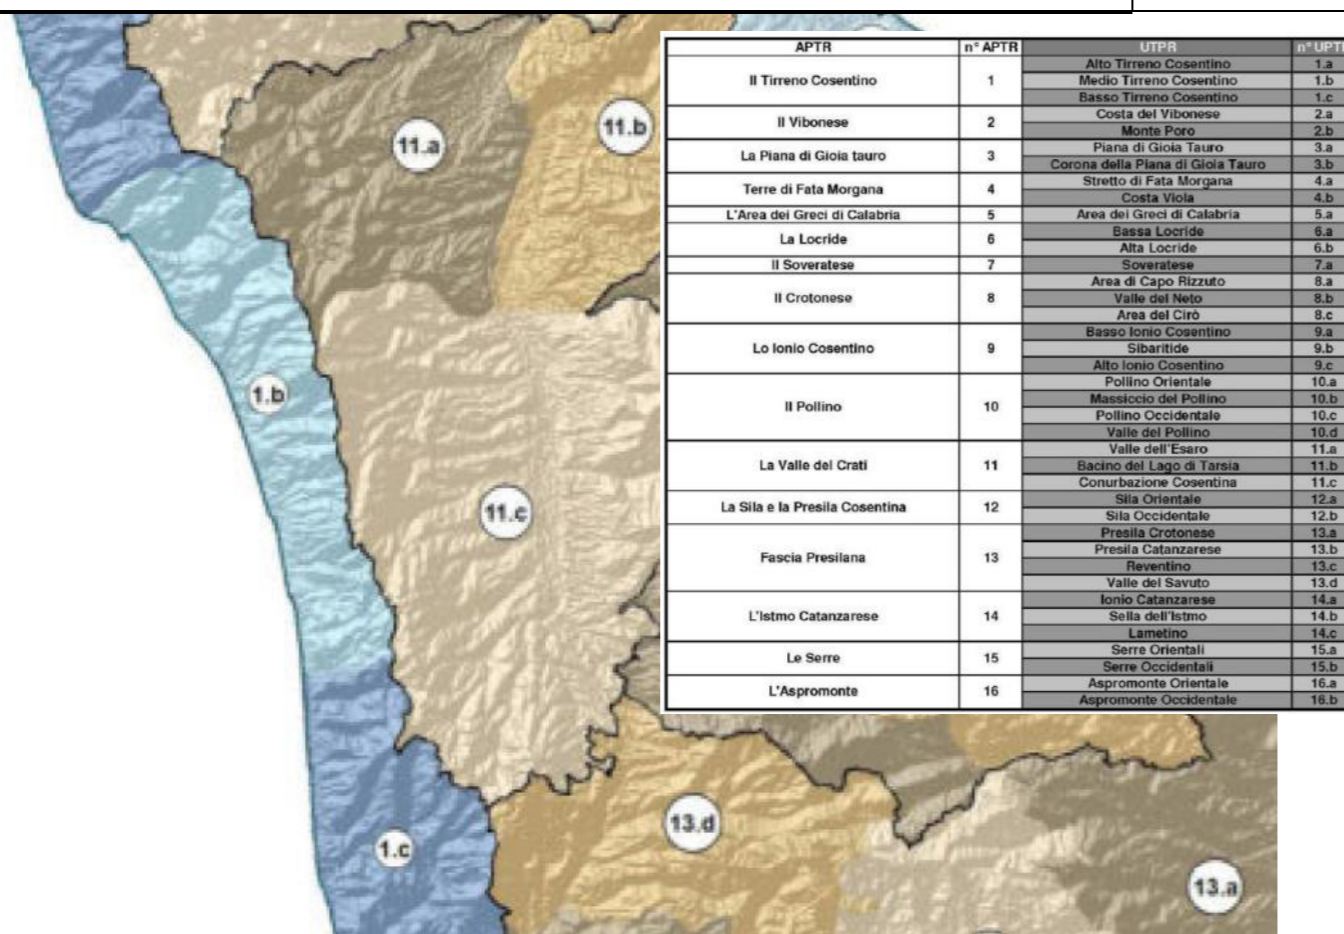 APTR n° APTR UTPR n° UPTR
Il Tirreno Cosentino 1 Alto Tirreno Cosentino 1.a
Medio Tirreno Cosentino 1.b
Basso Tirreno Cosentino 1.c
Il Vibonese 2 Costa del Vibonese 2.a
Monte Poro 2.b
La Piana di Gioia tauro 3 Piana di Gioia Tauro 3.a
Corona della Piana di Gioia Tauro 3.b
Terre di Fata Morgana 4 Stretto di Fata Morgana 4.a
Costa Viola 4.b
L'Area dei Greci di Calabria 5 Area dei Greci di Calabria 5.a
La Locride 6 Bassa Locride 6.a
Alta Locride 6.b
Il Soveratese 7 Soveratese 7.a
Il Crotonese 8 Area di Capo Rizzuto 8.a
Valle del Neto 8.b
Area del Cirò 8.c
Lo Ionio Cosentino 9 Basso Ionio Cosentino 9.a
Sibaritide 9.b
Alto Ionio Cosentino 9.c
Il Pollino 10 Pollino Orientale 10.a
Massiccio del Pollino 10.b
Pollino Occidentale 10.c
Valle del Pollino 10.d
La Valle del Crati 11 Valle dell'Esaro 11.a
Bacino del Lago di Tarsia 11.b
Conurbazione Cosentina 11.c
La Sila e la Presila Cosentina 12 Sila Orientale 12.a
Sila Occidentale 12.b
Fascia Presilana 13 Presila Crotonese 13.a
Presila Catanzarese 13.b
Reventino 13.c
Valle del Savuto 13.d
L'Istmo Catanzarese 14 Ionio Catanzarese 14.a
Sella dell'Istmo 14.b
Lametino 14.c
Le Serre 15 Serre Orientali 15.a
Serre Occidentali 15.b
L'Aspromonte 16 Aspromonte Orientale 16.a
Aspromonte Occidentale 16.b
11.a
11.b
1.b
11.c
13.d
1.c
13.a